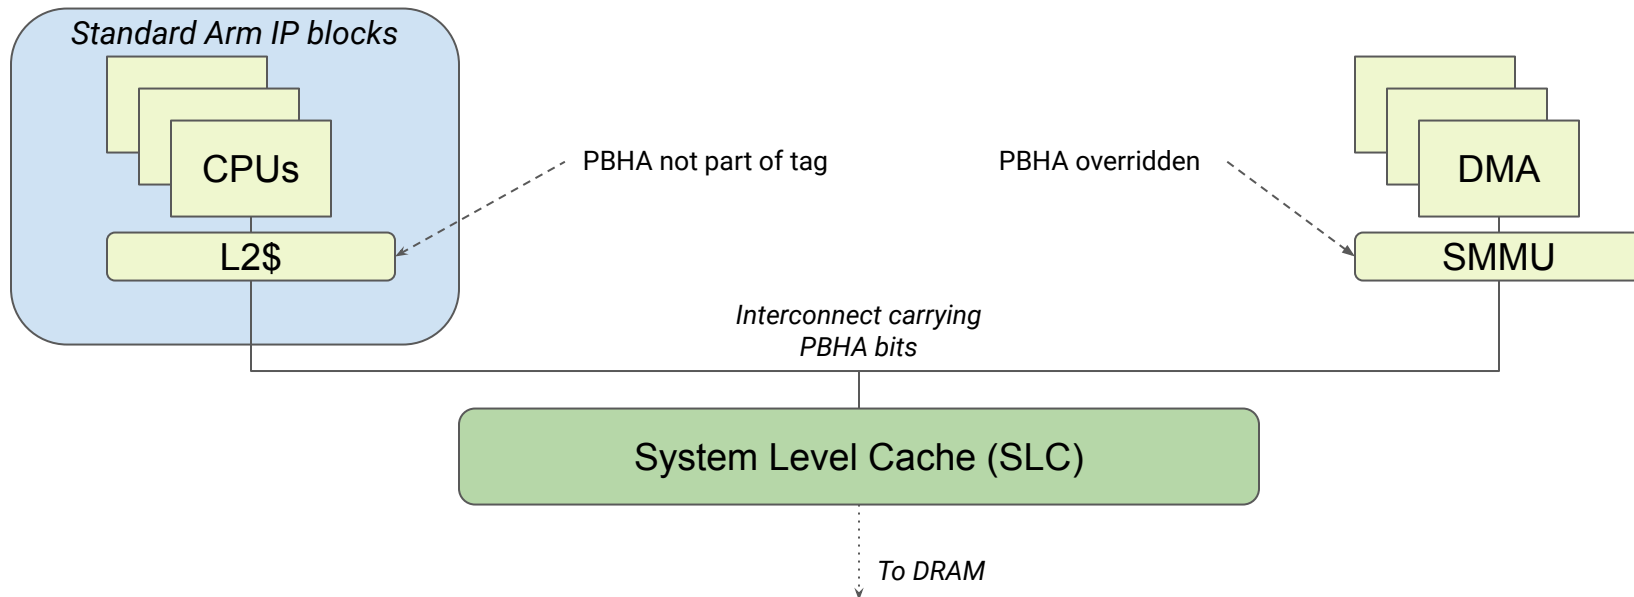 Standard Arm IP blocks
CPUs
PBHA not part of tag
PBHA overridden
DMA
L2$
SMMU
Interconnect carrying
PBHA bits
System Level Cache (SLC)
To DRAM